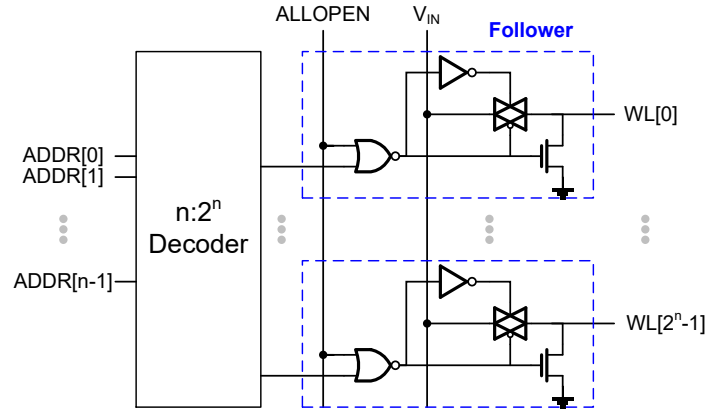 ALLOPEN
V_IN
Follower
WL[0]
ADDR[0]
ADDR[1]
n:2^n
Decoder
ADDR[n-1]
WL[2^n-1]